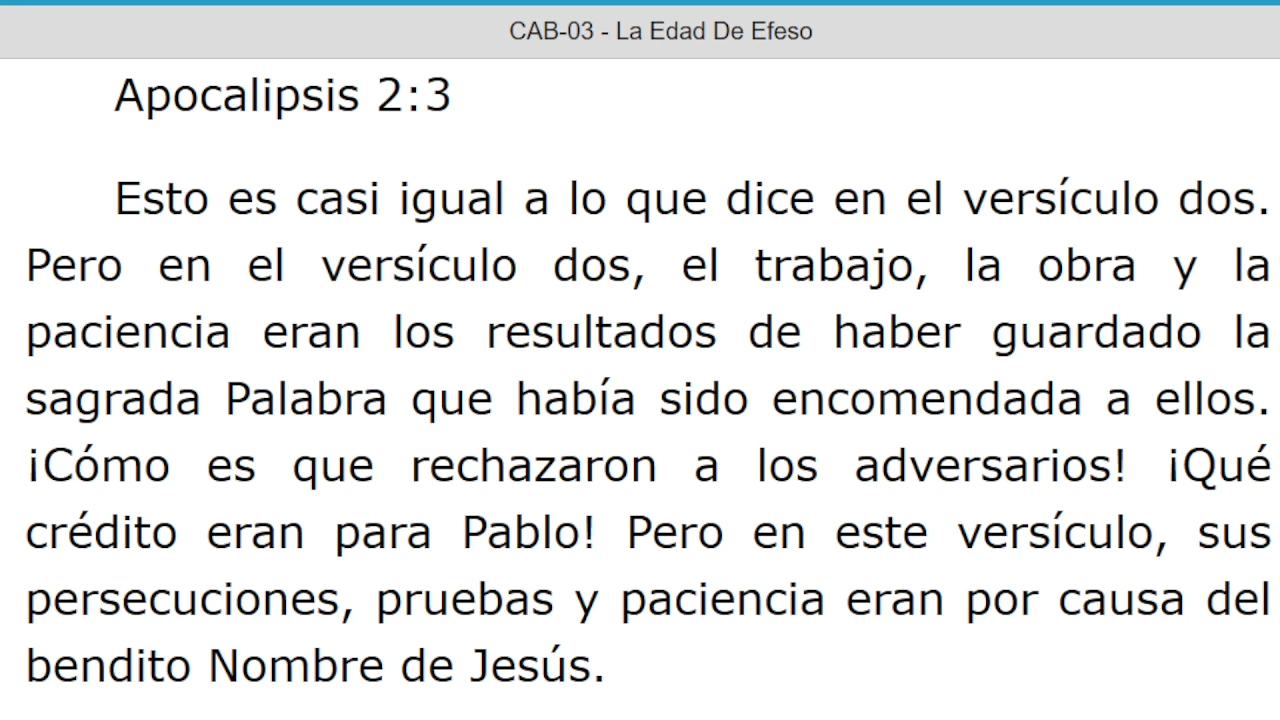 CAB-03 - La Edad De Efeso
Apocalipsis 2:3
Esto es casi igual a lo que dice en el versículo dos.
Pero en el versículo dos, el trabajo, la obra y la
paciencia eran los resultados de haber guardado la
sagrada Palabra que había sido encomendada a ellos.
¡Cómo es que rechazaron a los adversarios! ¡Qué
crédito eran para Pablo! Pero en este versículo, sus
persecuciones, pruebas y paciencia eran por causa del
bendito Nombre de Jesús.